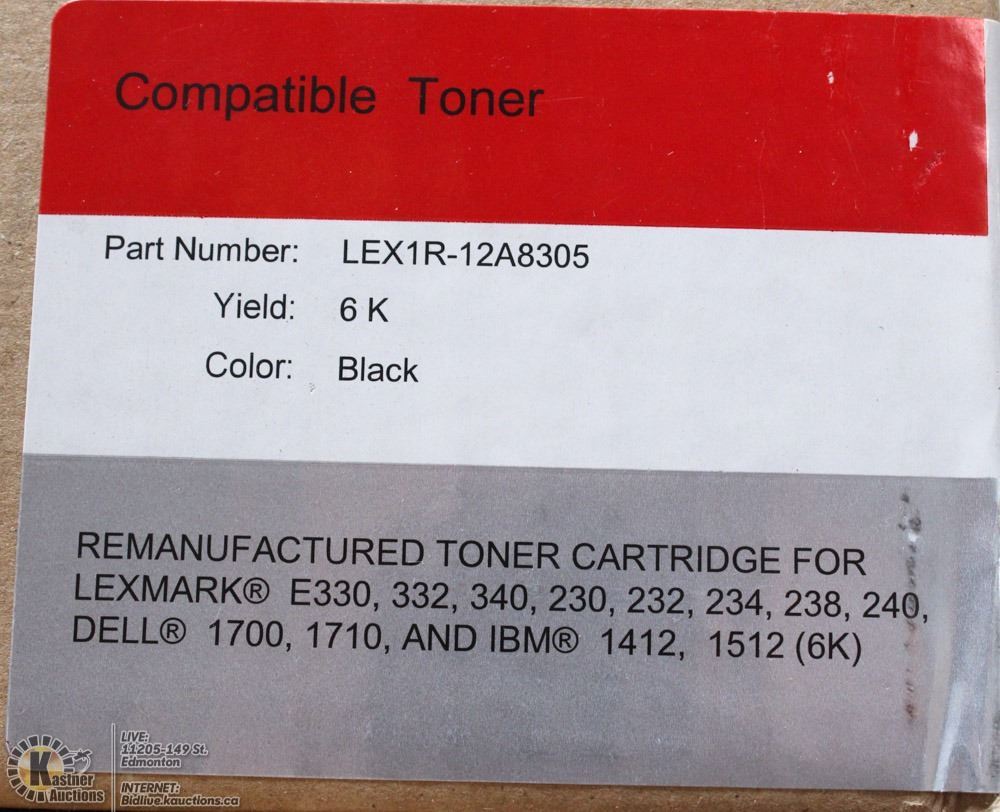 Compatible Toner
Part Number: LEX1R-12A8305
Yield: 6 K
Color: Black
REMANUFACTURED TONER CARTRIDGE FOR
LEXMARK® E330, 332, 340, 230, 232, 234, 238, 240,
DELL® 1700, 1710, AND IBM® 1412, 1512 (6K)
Kastner
Auctions
LIVE:
11205-149 St.
Edmonton
INTERNET:
Bidlive.kauctions.ca